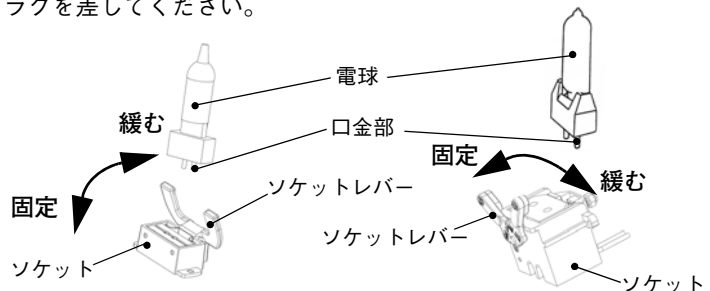 ラグを差してください。
電球
緩む
口金部
固定
緩む
固定
ソケットレバー
ソケットレバー
ソケット
ソケット